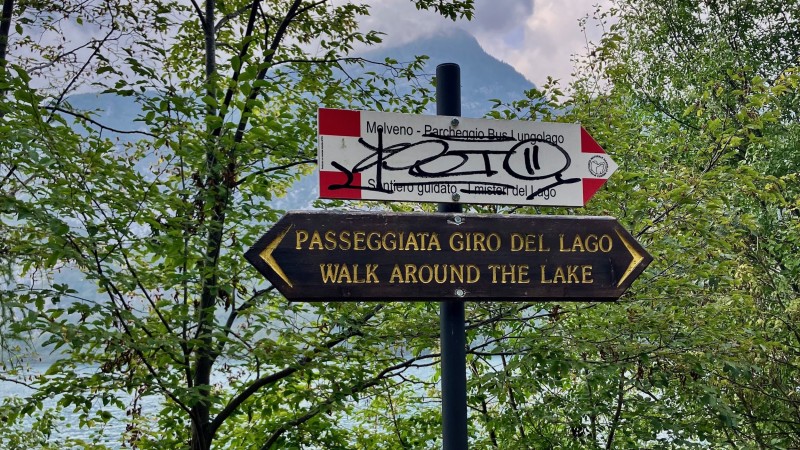 Molveno - Parcheggio Bus Lungolago
Sentiero guidato - I misteri del Lago
PASSEGGIATA GIRO DEL LAGO
WALK AROUND THE LAKE